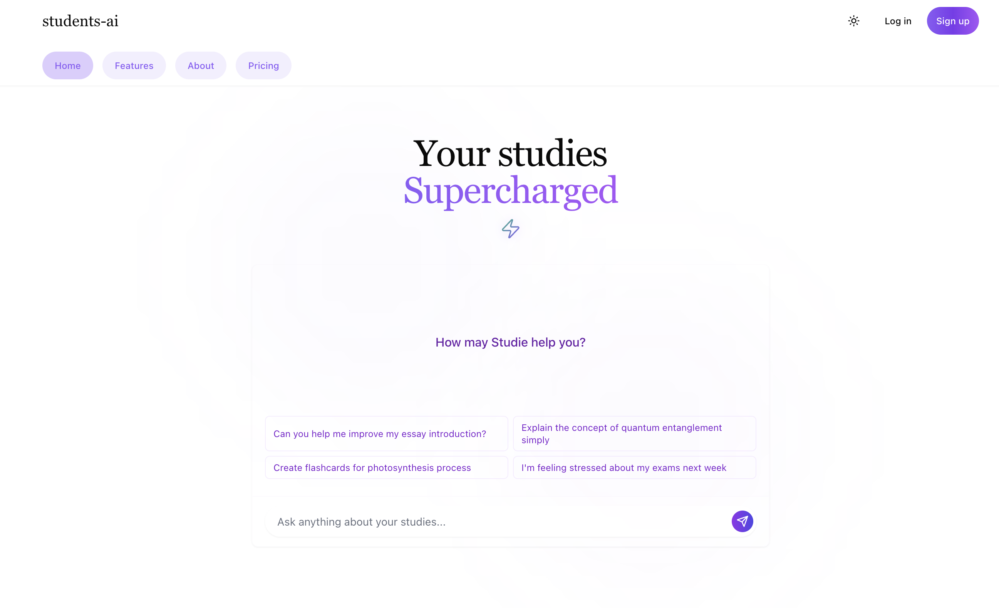 students-ai
Log in
Sign up
Home
Features
About
Pricing
Your studies
Supercharged
How may Studie help you?
Can you help me improve my essay introduction?
Explain the concept of quantum entanglement
simply
Create flashcards for photosynthesis process
I'm feeling stressed about my exams next week
Ask anything about your studies...